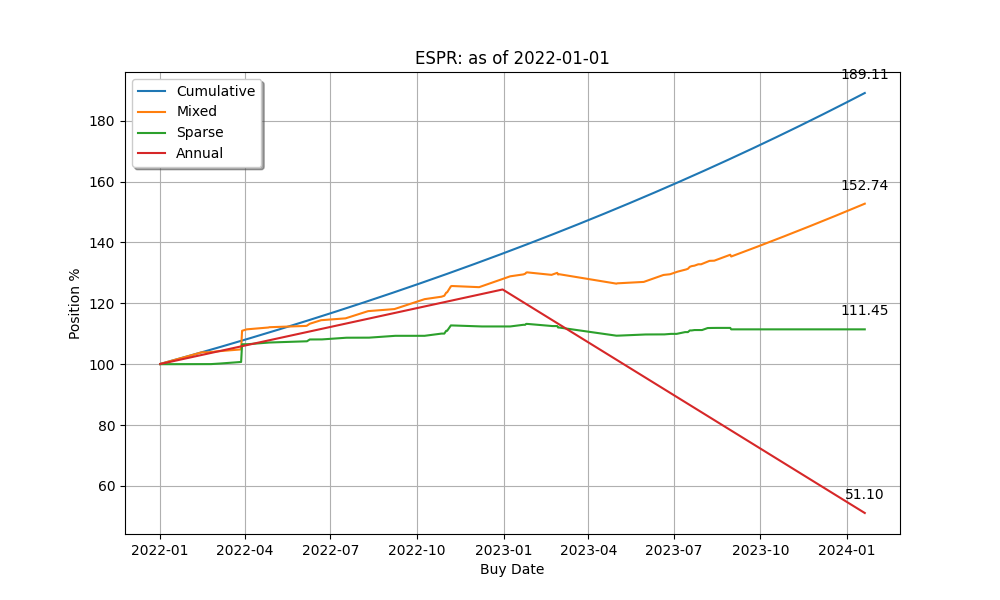 ESPR: as of 2022-01-01
189.11
Cumulative
Mixed
Sparse
Annual
180
160
152.74
140
120
111.45
100
80
60
51.10
Position %
2022-01 2022-04 2022-07 2022-10 2023-01 2023-04 2023-07 2023-10 2024-01
Buy Date